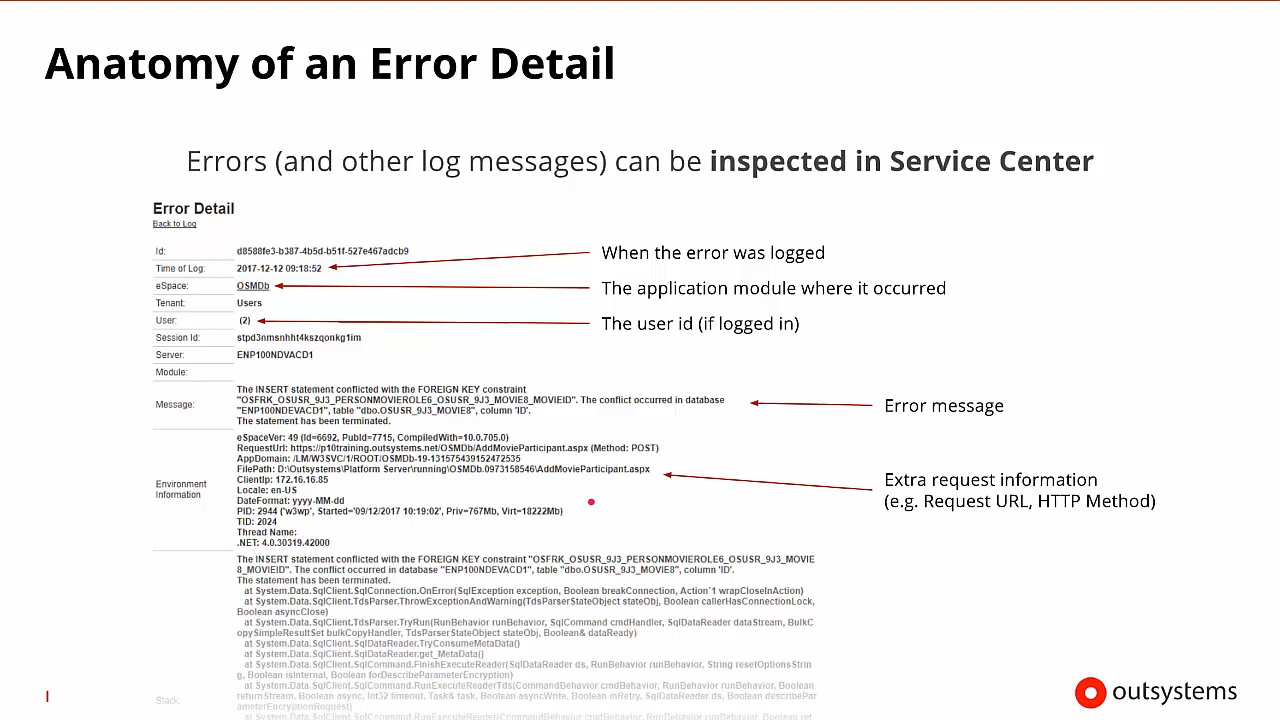 Anatomy of an Error Detail
Errors (and other log messages) can be inspected in Service Center
Error Detail
Back to Log
Id: d8588fe3-b387-4b5d-b51f-527e467adcb9
When the error was logged
Time of Log: 2017-12-12 09:18:52
eSpace: OSMDb
The application module where it occurred
Tenant: Users
User: (2)
The user id (if logged in)
Session Id: stpd3nmsnhht4kszqonkg1im
Server: ENP100NDVACD1
Module:
Message:
The INSERT statement conflicted with the FOREIGN KEY constraint
"OSFRK_OSUSR_9J3_PERSONMOVIEROLE6_OSUSR_9J3_MOVIE8_MOVIEID". The conflict occurred in database
"ENP100NDEVACD1", table "dbo.OSUSR_9J3_MOVIE8", column 'ID'.
The statement has been terminated.
Error message
Environment
Information
eSpaceVer: 49 (Id=6692, PubId=7715, CompiledWith=10.0.705.0)
RequestUrl: https://p10training.outsystems.net/OSMDb/AddMovieParticipant.aspx (Method: POST)
AppDomain: /LM/W3SVC/1/ROOT/OSMDb-19-131575439152472535
FilePath: D:\Outsystems\Platform Server\running\OSMDb.0973158546\AddMovieParticipant.aspx
ClientIp: 172.16.16.85
Locale: en-US
DateFormat: yyyy-MM-dd
PID: 2944 ('w3wp', Started='09/12/2017 10:19:02', Priv=767Mb, Virt=18222Mb)
TID: 2024
Thread Name:
.NET: 4.0.30319.42000
Extra request information
(e.g. Request URL, HTTP Method)
The INSERT statement conflicted with the FOREIGN KEY constraint "OSFRK_OSUSR_9J3_PERSONMOVIEROLE6_OSUSR_9J3_MOVIE
8_MOVIEID". The conflict occurred in database "ENP100NDEVACD1", table "dbo.OSUSR_9J3_MOVIE8", column 'ID'.
The statement has been terminated.
at System.Data.SqlClient.SqlConnection.OnError(SqlException exception, Boolean breakConnection, Action`1 wrapCloseInAction)
at System.Data.SqlClient.TdsParser.ThrowExceptionAndWarning(TdsParserStateObject stateObj, Boolean callerHasConnectionLock,
Boolean asyncClose)
at System.Data.SqlClient.TdsParser.TryRun(RunBehavior runBehavior, SqlCommand cmdHandler, SqlDataReader dataStream, BulkC
opySimpleResultSet bulkCopyHandler, TdsParserStateObject stateObj, Boolean& dataReady)
at System.Data.SqlClient.SqlDataReader.TryConsumeMetaData()
at System.Data.SqlClient.SqlDataReader.get_MetaData()
at System.Data.SqlClient.SqlCommand.FinishExecuteReader(SqlDataReader ds, RunBehavior runBehavior, String resetOptionsStrin
g, Boolean isInternal, Boolean forDescribeParameterEncryption)
at System.Data.SqlClient.SqlCommand.RunExecuteReaderTds(CommandBehavior cmdBehavior, RunBehavior runBehavior, Boolean
returnStream, Boolean async, Int32 timeout, Task& task, Boolean asyncWrite, Boolean inRetry, SqlDataReader ds, Boolean describePar
ameterEncryptionRequest)
Stack:
at System.Data.SqlClient.SqlCommand.RunExecuteReader(CommandBehavior cmdBehavior, RunBehavior runBehavior, Boolean ret
outsystems